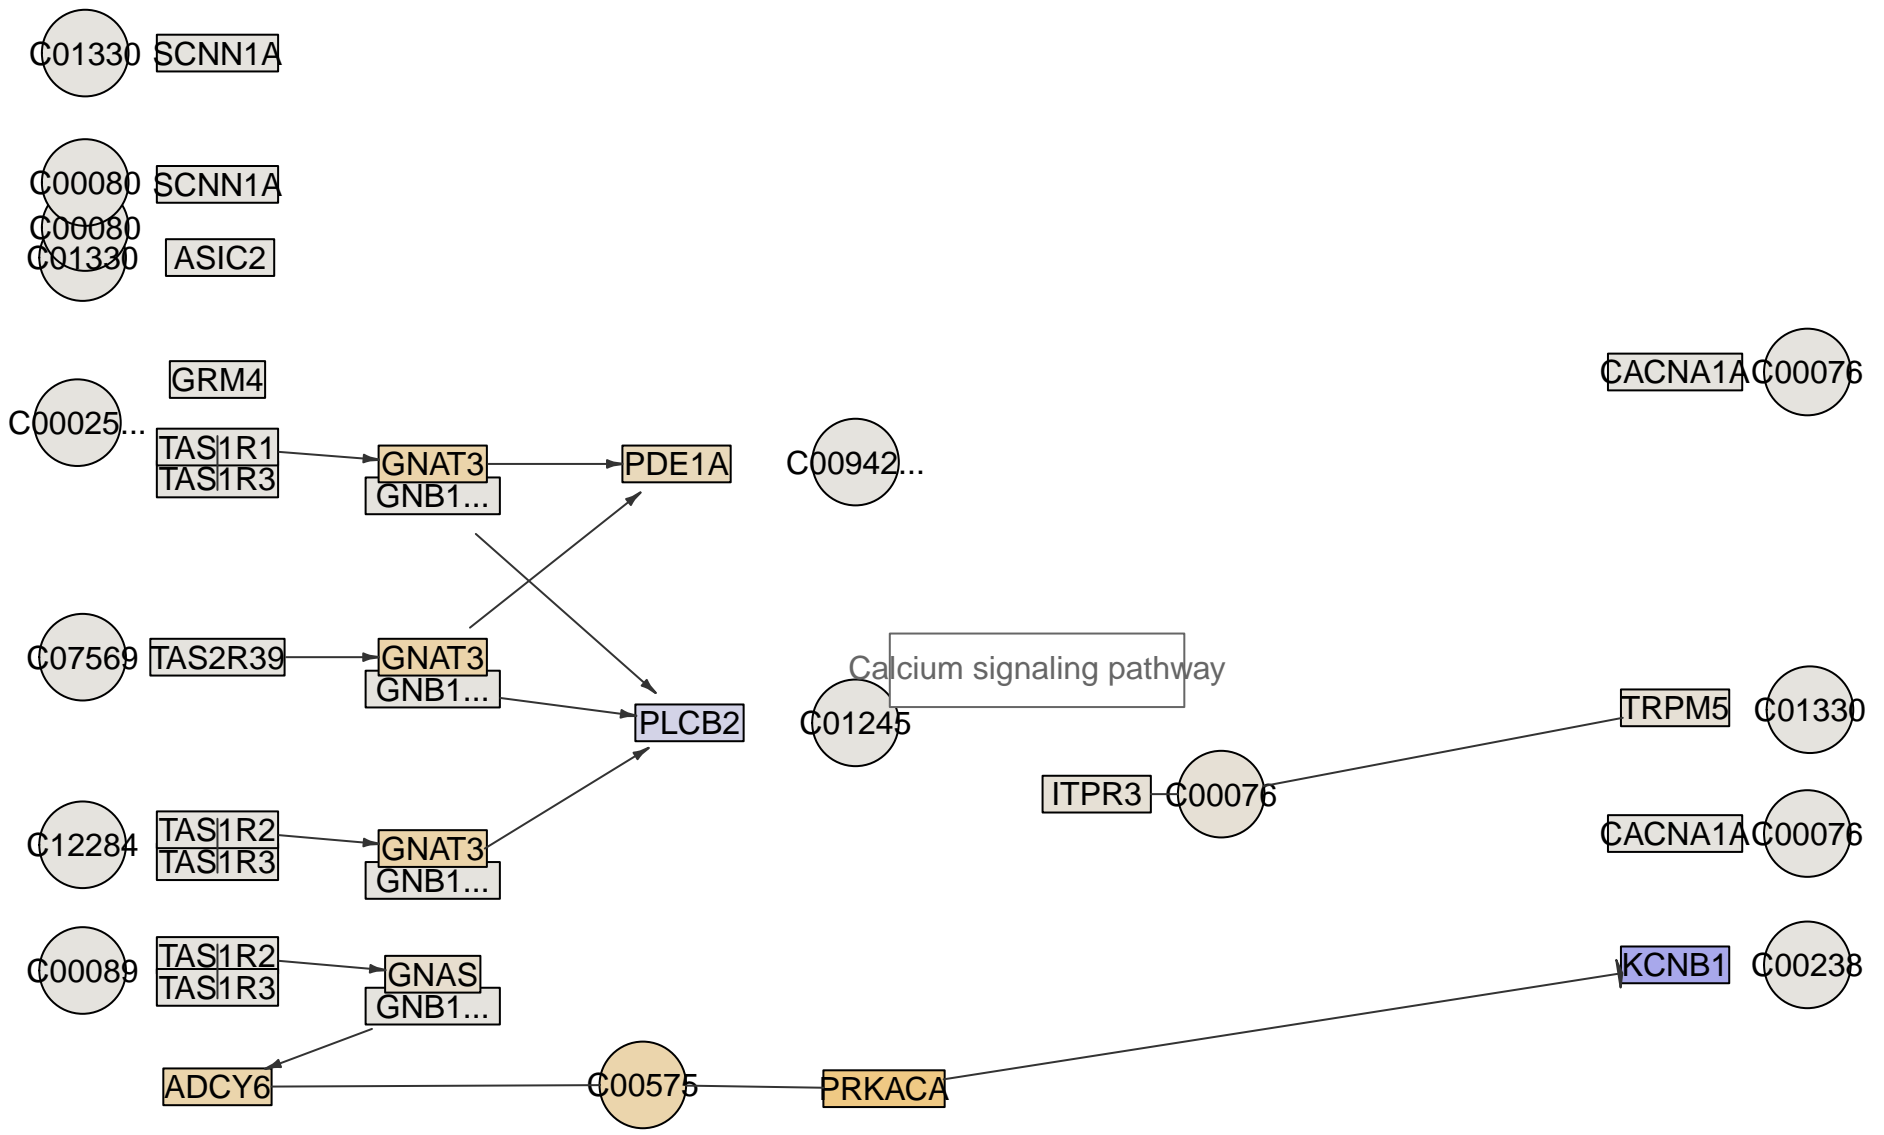 C01330 SCNN1A
C00080 SCNN1A
C00080
C01330 ASIC2
GRM4
CACNA1A C00076
C00025...
TAS1R1
TAS1R3
GNAT3
GNB1...
PDE1A
C00942...
C07569 TAS2R39
GNAT3
GNB1...
Calcium signaling pathway
PLCB2
C01245
TRPM5 C01330
ITPR3 C00076
C12284
TAS1R2
TAS1R3
GNAT3
GNB1...
CACNA1A C00076
C00089
TAS1R2
TAS1R3
GNAS
GNB1...
KCNB1 C00238
ADCY6 C00575 PRKACA